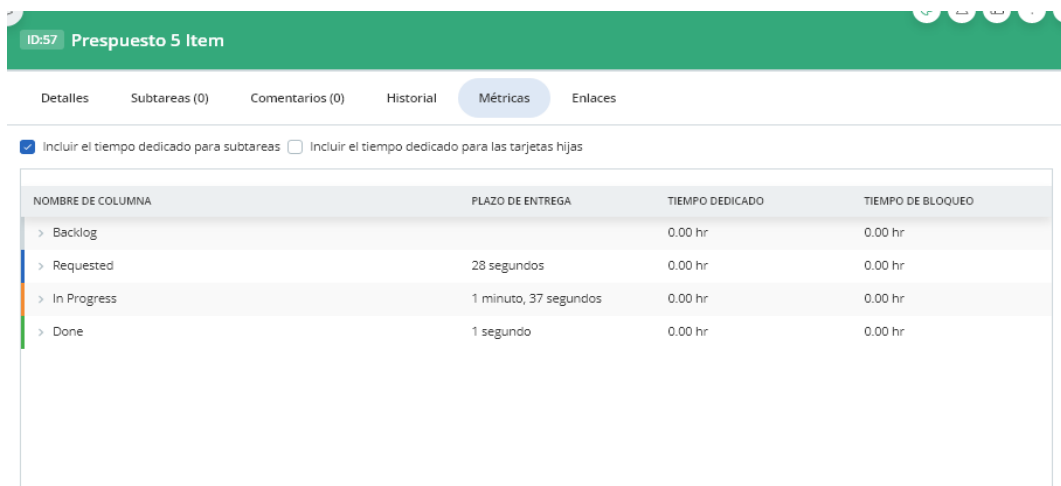 ID:57 Prespuesto 5 Item
Detalles Subtareas (0) Comentarios (0) Historial Métricas Enlaces
Incluir el tiempo dedicado para subtareas Incluir el tiempo dedicado para las tarjetas hijas
NOMBRE DE COLUMNA PLAZO DE ENTREGA TIEMPO DEDICADO TIEMPO DE BLOQUEO
Backlog 0.00 hr 0.00 hr
Requested 28 segundos 0.00 hr 0.00 hr
In Progress 1 minuto, 37 segundos 0.00 hr 0.00 hr
Done 1 segundo 0.00 hr 0.00 hr